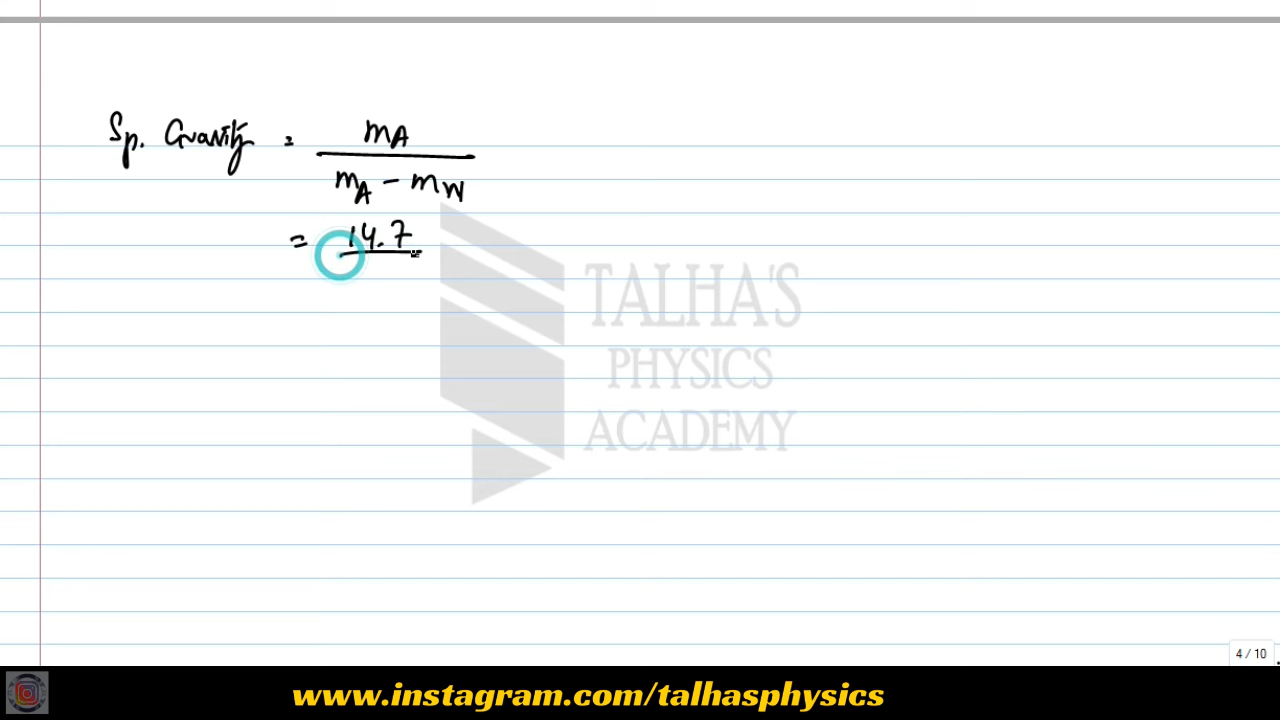 Sp. Gravity = mA
mA - mW
= 14.7
TALHA'S
PHYSICS
ACADEMY
4 / 10
www.instagram.com/talhasphysics